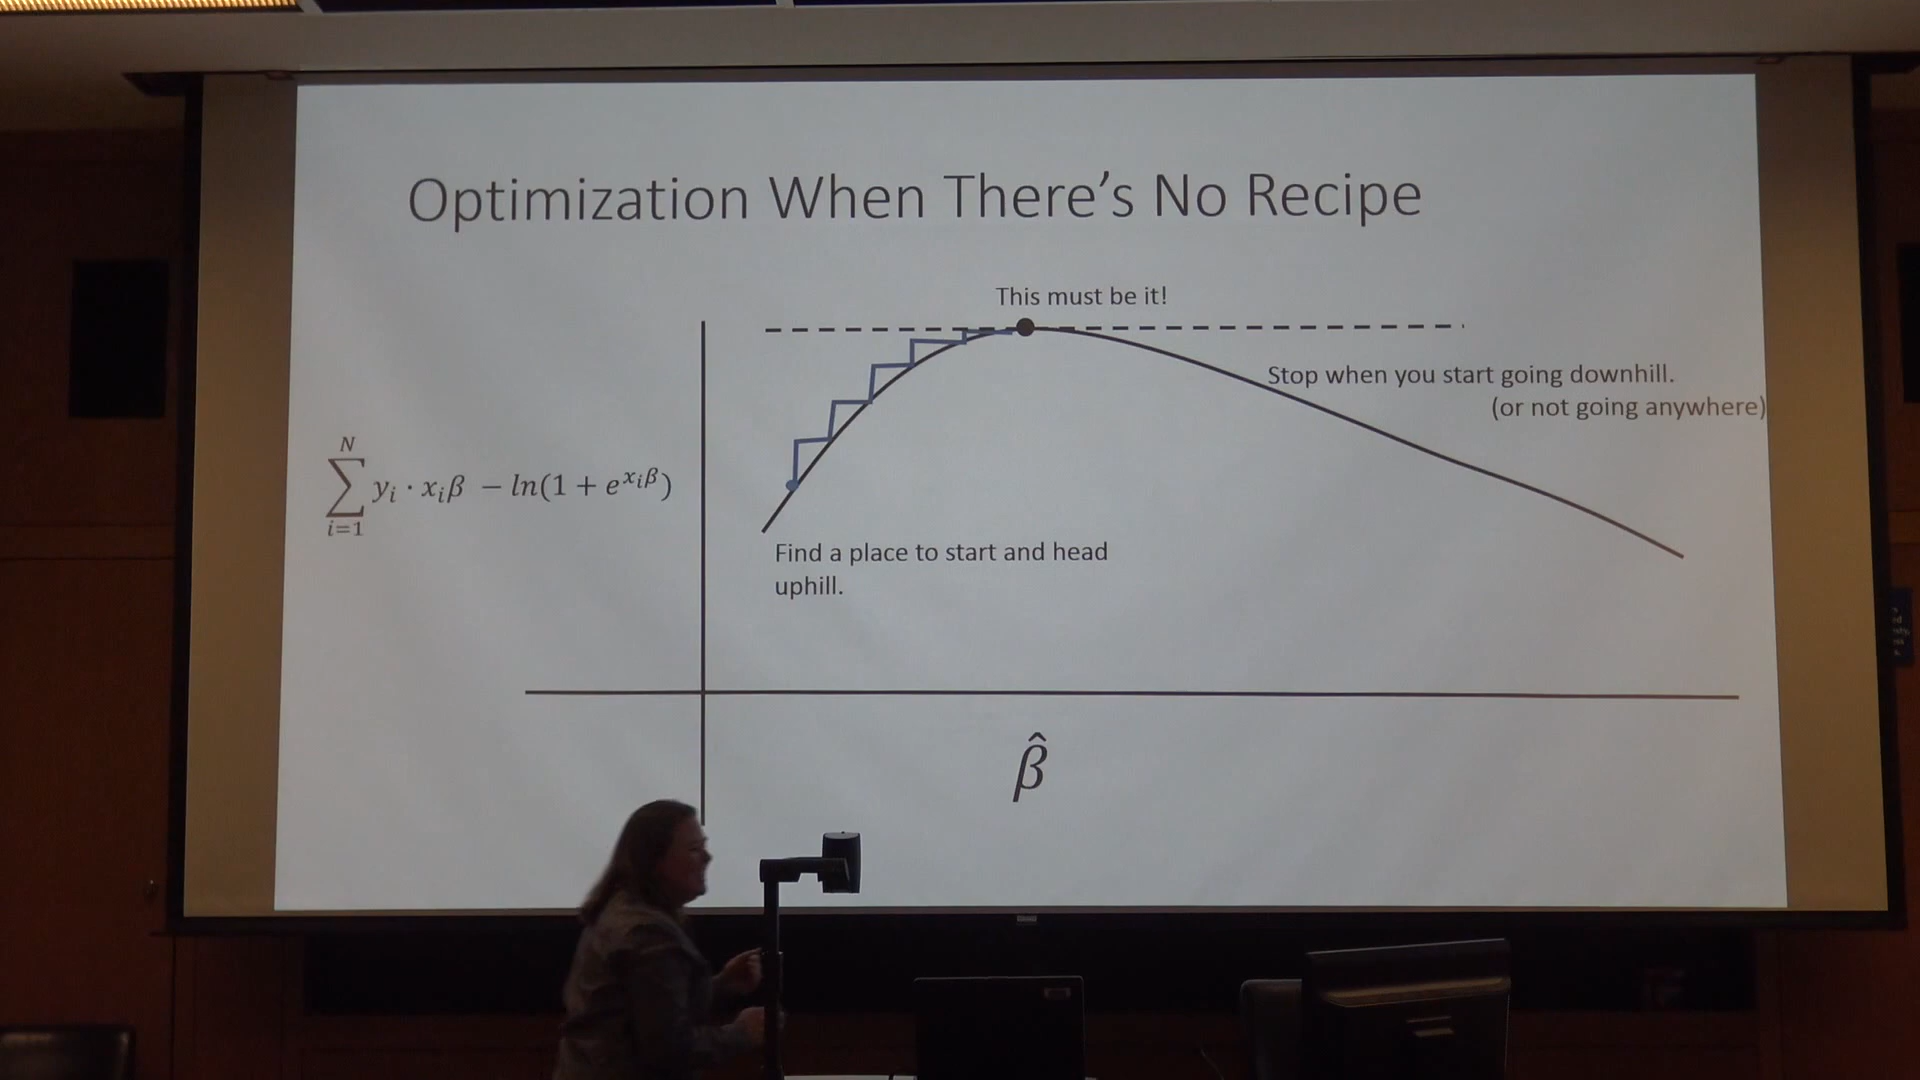 Optimization When There's No Recipe
This must be it!
Stop when you start going downhill.
(or not going anywhere)
N
∑ yᵢ · xᵢβ − ln(1 + e^{xᵢβ})
i=1
Find a place to start and head
uphill.
β̂